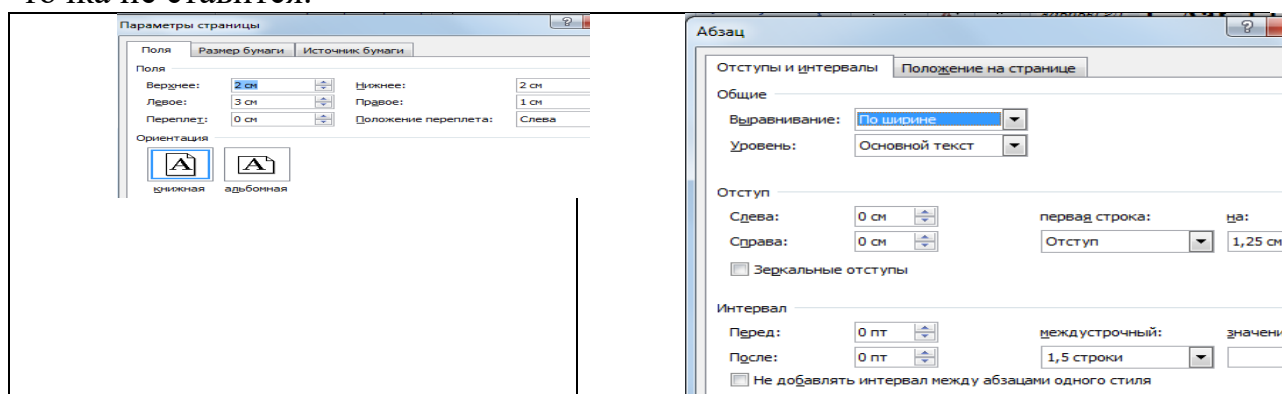 Точка не ставится.
Параметры страницы
Поля Размер бумаги Источник бумаги
Поля
Верхнее: 2 см Нижнее: 2 см
Левое: 3 см Правое: 1 см
Переплет: 0 см Положение переплета: Слева
Ориентация
книжная альбомная
Абзац
Отступы и интервалы Положение на странице
Общие
Выравнивание: По ширине
Уровень: Основной текст
Отступ
Слева: 0 см первая строка: на:
Справа: 0 см Отступ 1,25 см
Зеркальные отступы
Интервал
Перед: 0 пт междустрочный: значени
После: 0 пт 1,5 строки
Не добавлять интервал между абзацами одного стиля